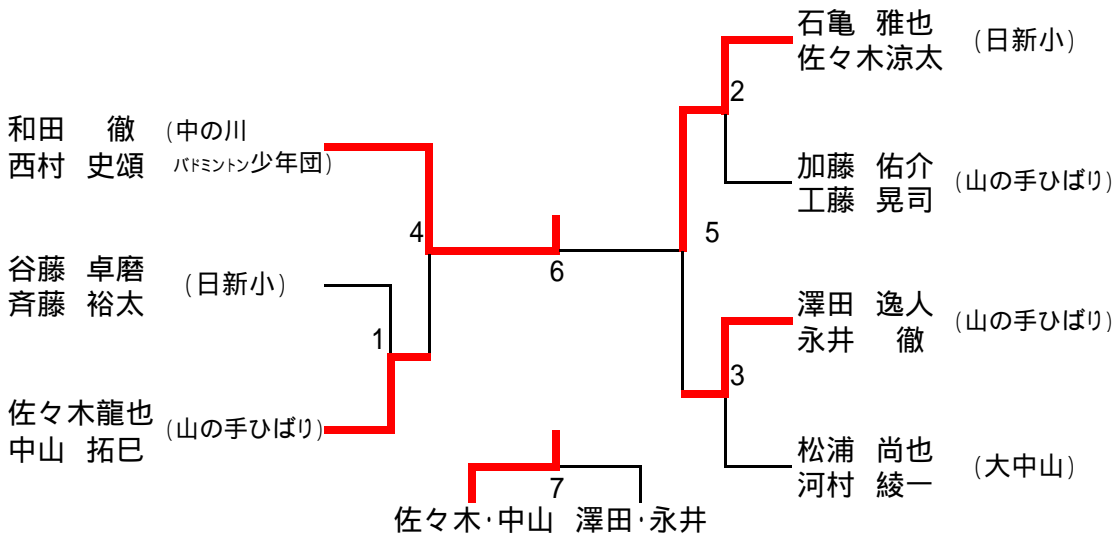 和田　徹 (中の川
西村　史頌 バドミントン少年団)
谷藤　卓磨 (日新小)
斉藤　裕太
佐々木龍也 (山の手ひばり)
中山　拓巳
1
4
6
5
2
3
石亀　雅也 (日新小)
佐々木涼太
加藤　佑介 (山の手ひばり)
工藤　晃司
澤田　逸人 (山の手ひばり)
永井　徹
松浦　尚也 (大中山)
河村　綾一
7
佐々木・中山　澤田・永井